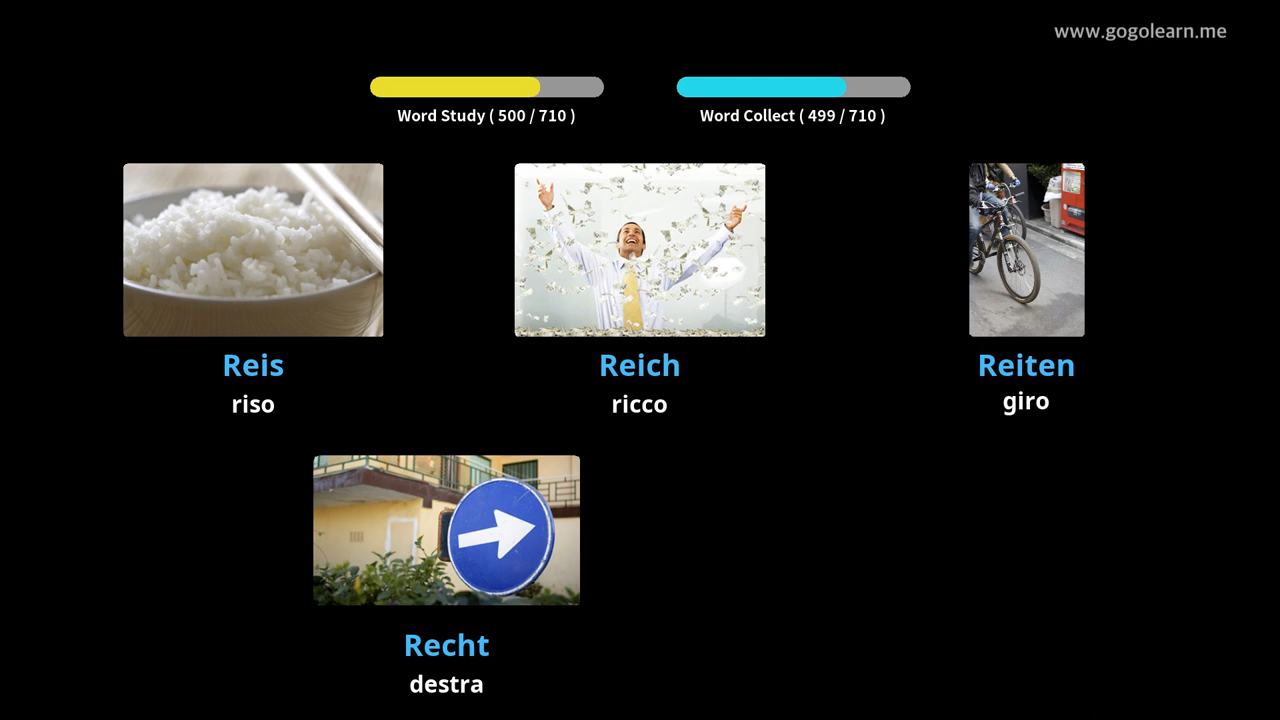 www.gogolearn.me
Word Study ( 500 / 710 )
Word Collect ( 499 / 710 )
Reis
riso
Reich
ricco
Reiten
giro
Recht
destra